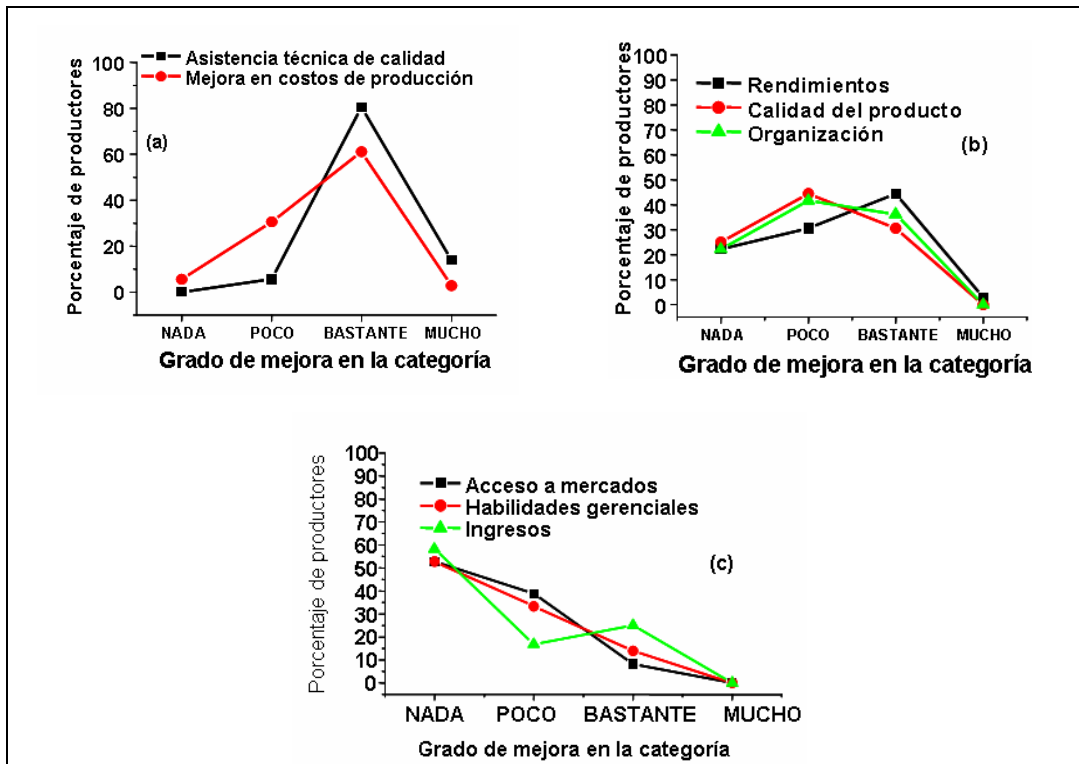 Asistencia técnica de calidad
Mejora en costos de producción
100
80
60
40
20
0
(a)
Porcentaje de productores
NADA POCO BASTANTE MUCHO
Grado de mejora en la categoría
Rendimientos
Calidad del producto
Organización
100
90
80
70
60
50
40
30
20
10
0
(b)
Porcentaje de productores
NADA POCO BASTANTE MUCHO
Grado de mejora en la categoría
Acceso a mercados
Habilidades gerenciales
Ingresos
100
90
80
70
60
50
40
30
20
10
0
(c)
Porcentaje de productores
NADA POCO BASTANTE MUCHO
Grado de mejora en la categoría